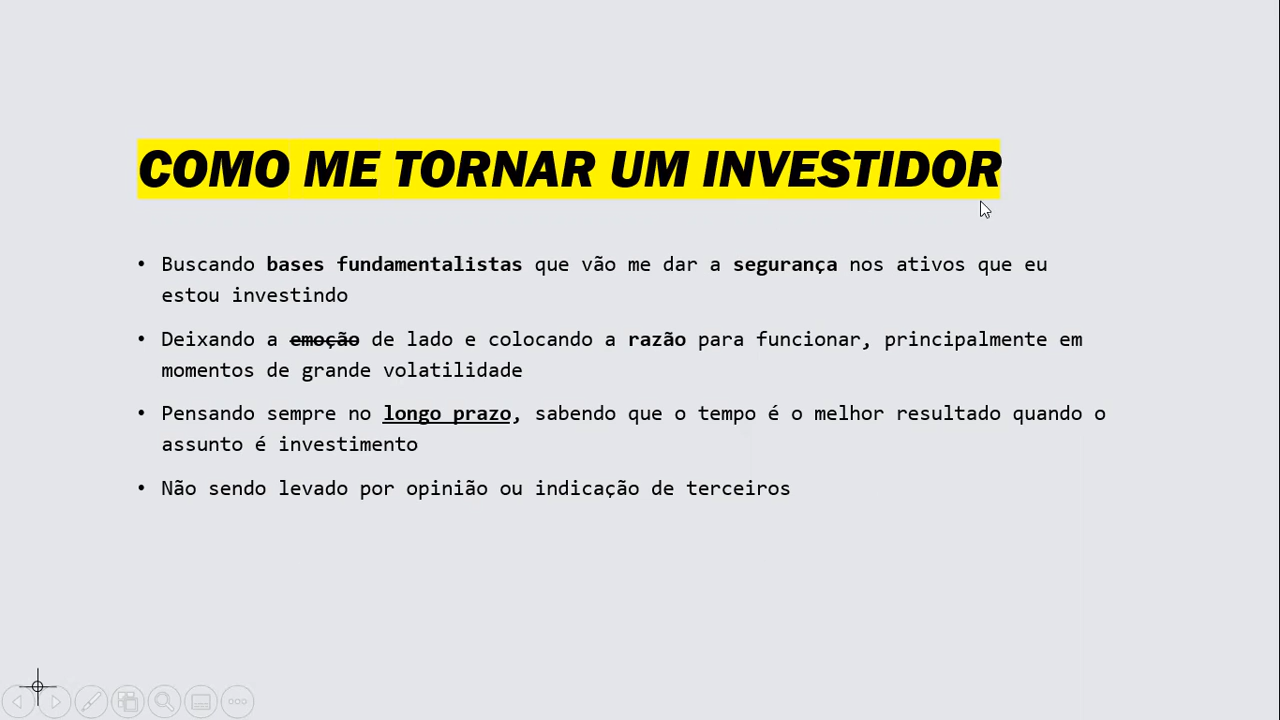 COMO ME TORNAR UM INVESTIDOR
• Buscando bases fundamentalistas que vão me dar a segurança nos ativos que eu
estou investindo
• Deixando a emoção de lado e colocando a razão para funcionar, principalmente em
momentos de grande volatilidade
• Pensando sempre no longo prazo, sabendo que o tempo é o melhor resultado quando o
assunto é investimento
• Não sendo levado por opinião ou indicação de terceiros